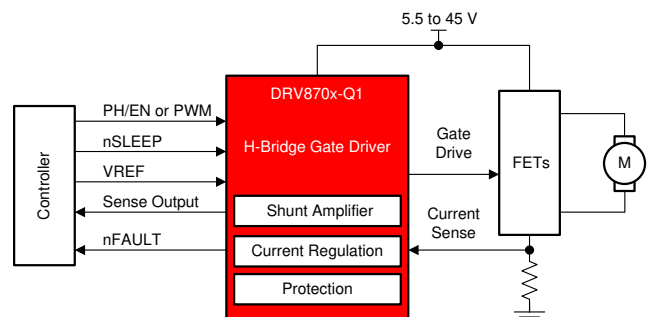 5.5 to 45 V
DRV870x-Q1
H-Bridge Gate Driver
Controller
PH/EN or PWM
nSLEEP
VREF
Sense Output
nFAULT
Shunt Amplifier
Current Regulation
Protection
Gate
Drive
Current
Sense
FETs
M